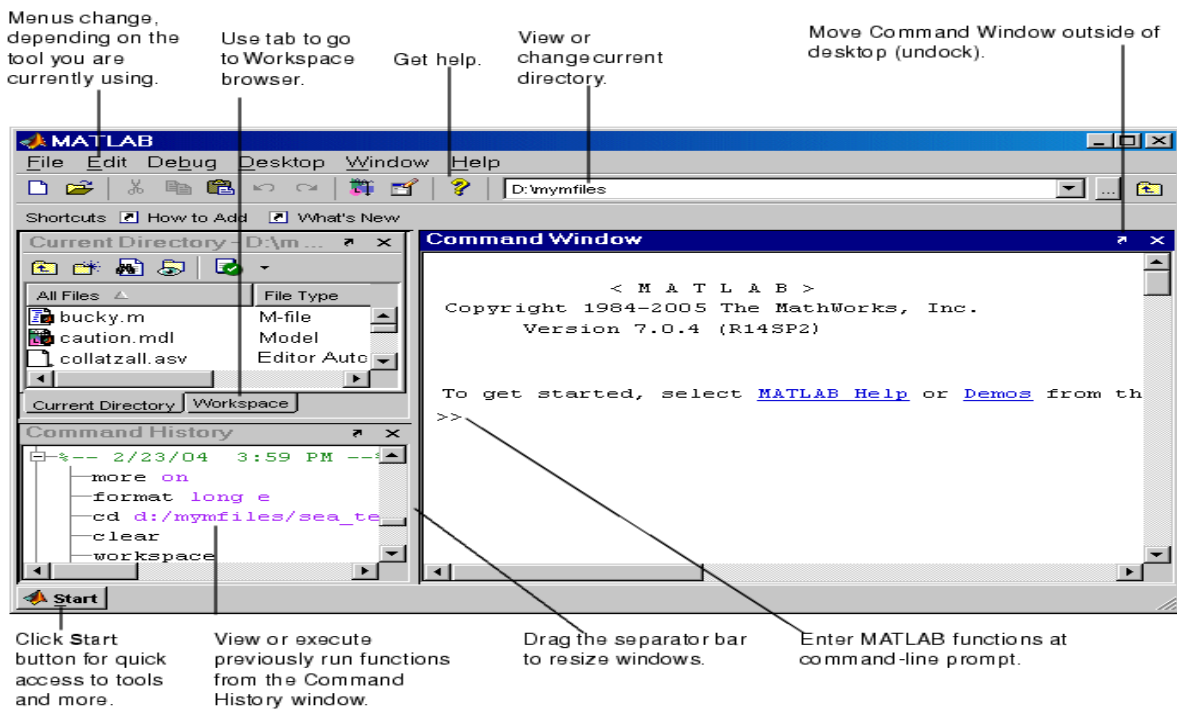 Menus change,
depending on the
tool you are
currently using.
Use tab to go
to Workspace
browser.
Get help.
View or
change current
directory.
Move Command Window outside of
desktop (undock).
MATLAB
File Edit Debug Desktop Window Help
D:\mymfiles
...
Shortcuts How to Add What's New
Current Directory - D:\m...
All Files File Type
bucky.m M-file
caution.mdl Model
collatzall.asv Editor Auto
Current Directory Workspace
Command History
%-- 2/23/04 3:59 PM --%
more on
format long e
cd d:/mymfiles/sea_te
clear
workspace
Command Window
< M A T L A B >
Copyright 1984-2005 The MathWorks, Inc.
Version 7.0.4 (R14SP2)
To get started, select MATLAB Help or Demos from th
>>
Start
Click Start
button for quick
access to tools
and more.
View or execute
previously run functions
from the Command
History window.
Drag the separator bar
to resize windows.
Enter MATLAB functions at
command-line prompt.